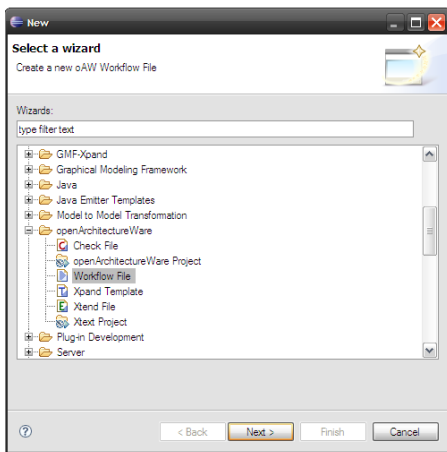 New
Select a wizard
Create a new oAW Workflow File
Wizards:
type filter text
GMF-Xpand
Graphical Modeling Framework
Java
Java Emitter Templates
Model to Model Transfomation
openArchitectureWare
Check File
openArchitectureWare Project
Workflow File
Xpand Template
Xtend File
Xtext Project
Plug-in Development
Server
? < Back Next > Finish Cancel